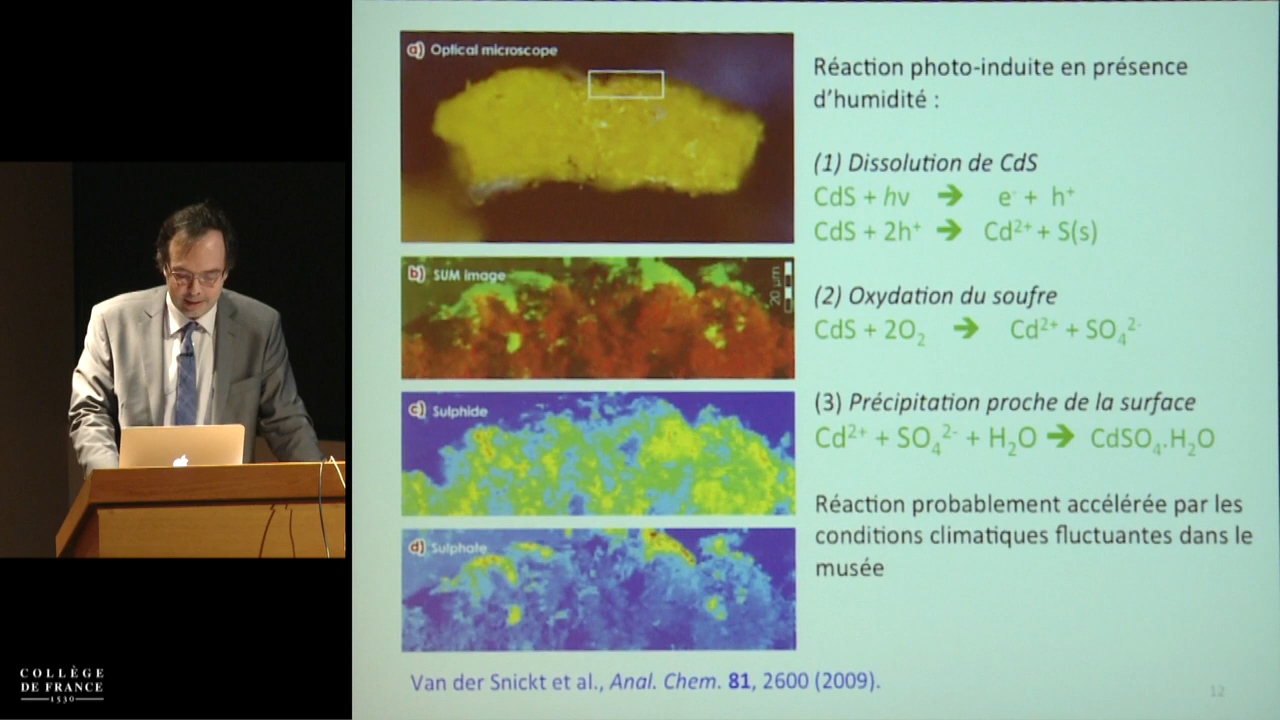 a) Optical microscope
b) SUM image
20 µm
c) Sulphide
d) Sulphate
Van der Snickt et al., Anal. Chem. 81, 2600 (2009).
Réaction photo-induite en présence
d'humidité :
(1) Dissolution de CdS
CdS + hν ➔ e⁻ + h⁺
CdS + 2h⁺ ➔ Cd²⁺ + S(s)
(2) Oxydation du soufre
CdS + 2O₂ ➔ Cd²⁺ + SO₄²⁻
(3) Précipitation proche de la surface
Cd²⁺ + SO₄²⁻ + H₂O ➔ CdSO₄.H₂O
Réaction probablement accélérée par les
conditions climatiques fluctuantes dans le
musée
12
COLLÈGE
DE FRANCE
1530